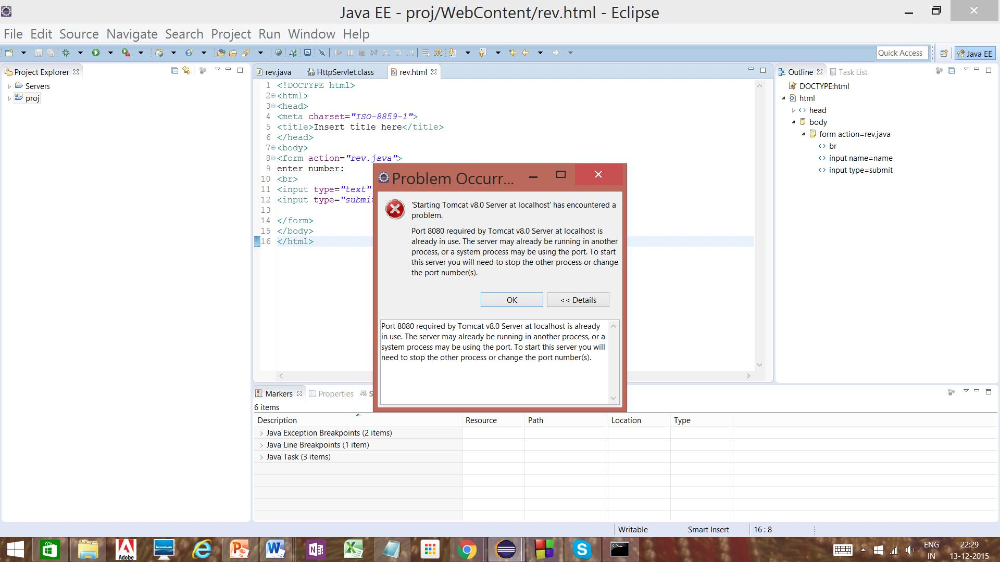 Java EE - proj/WebContent/rev.html - Eclipse
File Edit Source Navigate Search Project Run Window Help
Quick Access
Java EE
Project Explorer
Servers
proj
rev.java
HttpServlet.class
rev.html
1 <!DOCTYPE html>
2 <html>
3 <head>
4 <meta charset="ISO-8859-1">
5 <title>Insert title here</title>
6 </head>
7 <body>
8 <form action="rev.java">
9 enter number:
10 <br>
11 <input type="text"
12 <input type="submi
13
14 </form>
15 </body>
16 </html>
Outline
Task List
DOCTYPE:html
html
head
body
form action=rev.java
br
input name=name
input type=submit
Problem Occurr...
'Starting Tomcat v8.0 Server at localhost' has encountered a
problem.
Port 8080 required by Tomcat v8.0 Server at localhost is
already in use. The server may already be running in another
process, or a system process may be using the port. To start
this server you will need to stop the other process or change
the port number(s).
OK
<< Details
Port 8080 required by Tomcat v8.0 Server at localhost is already
in use. The server may already be running in another process, or a
system process may be using the port. To start this server you will
need to stop the other process or change the port number(s).
Markers
Properties
S
6 items
Description Resource Path Location Type
Java Exception Breakpoints (2 items)
Java Line Breakpoints (1 item)
Java Task (3 items)
Writable
Smart Insert
16 : 8
Adobe
ENG
IN
22:29
13-12-2015